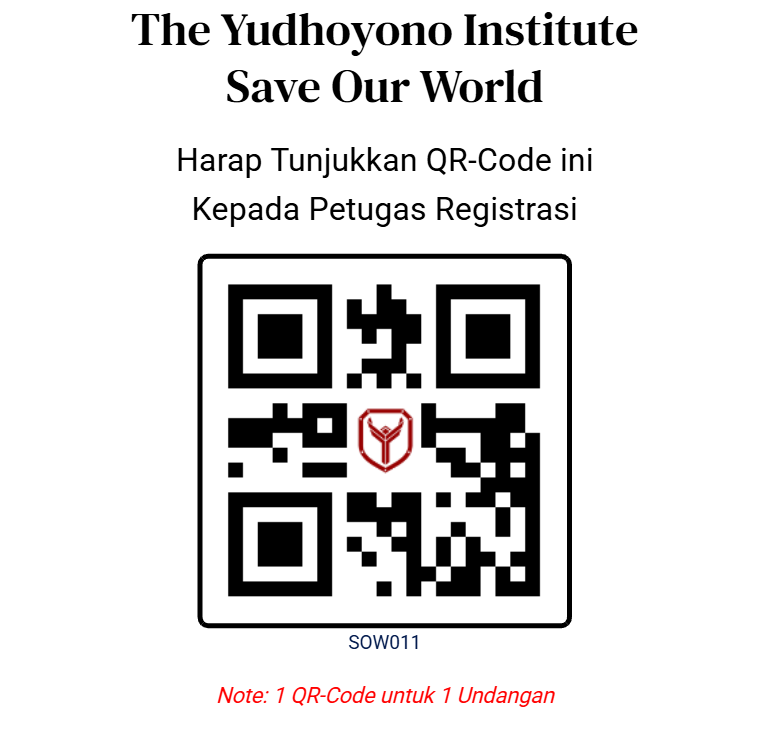 The Yudhoyono Institute
Save Our World
Harap Tunjukkan QR-Code ini
Kepada Petugas Registrasi
SOW011
Note: 1 QR-Code untuk 1 Undangan